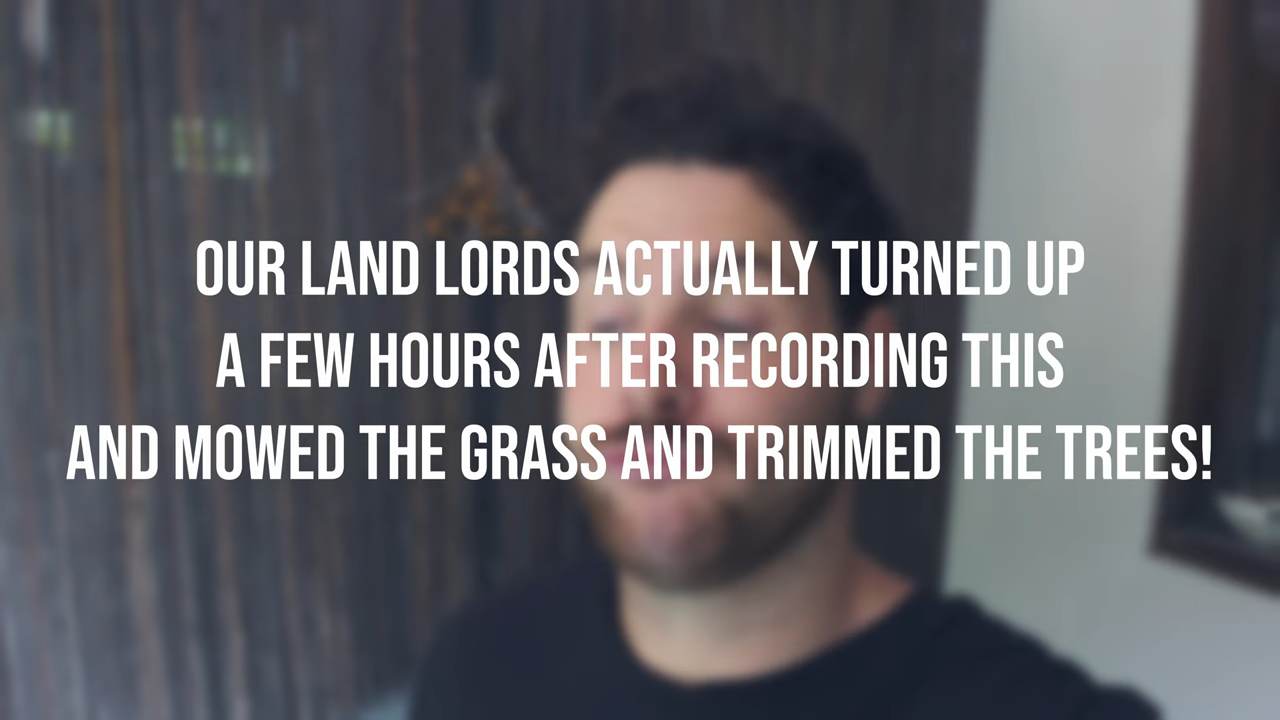 OUR LAND LORDS ACTUALLY TURNED UP
A FEW HOURS AFTER RECORDING THIS
AND MOWED THE GRASS AND TRIMMED THE TREES!